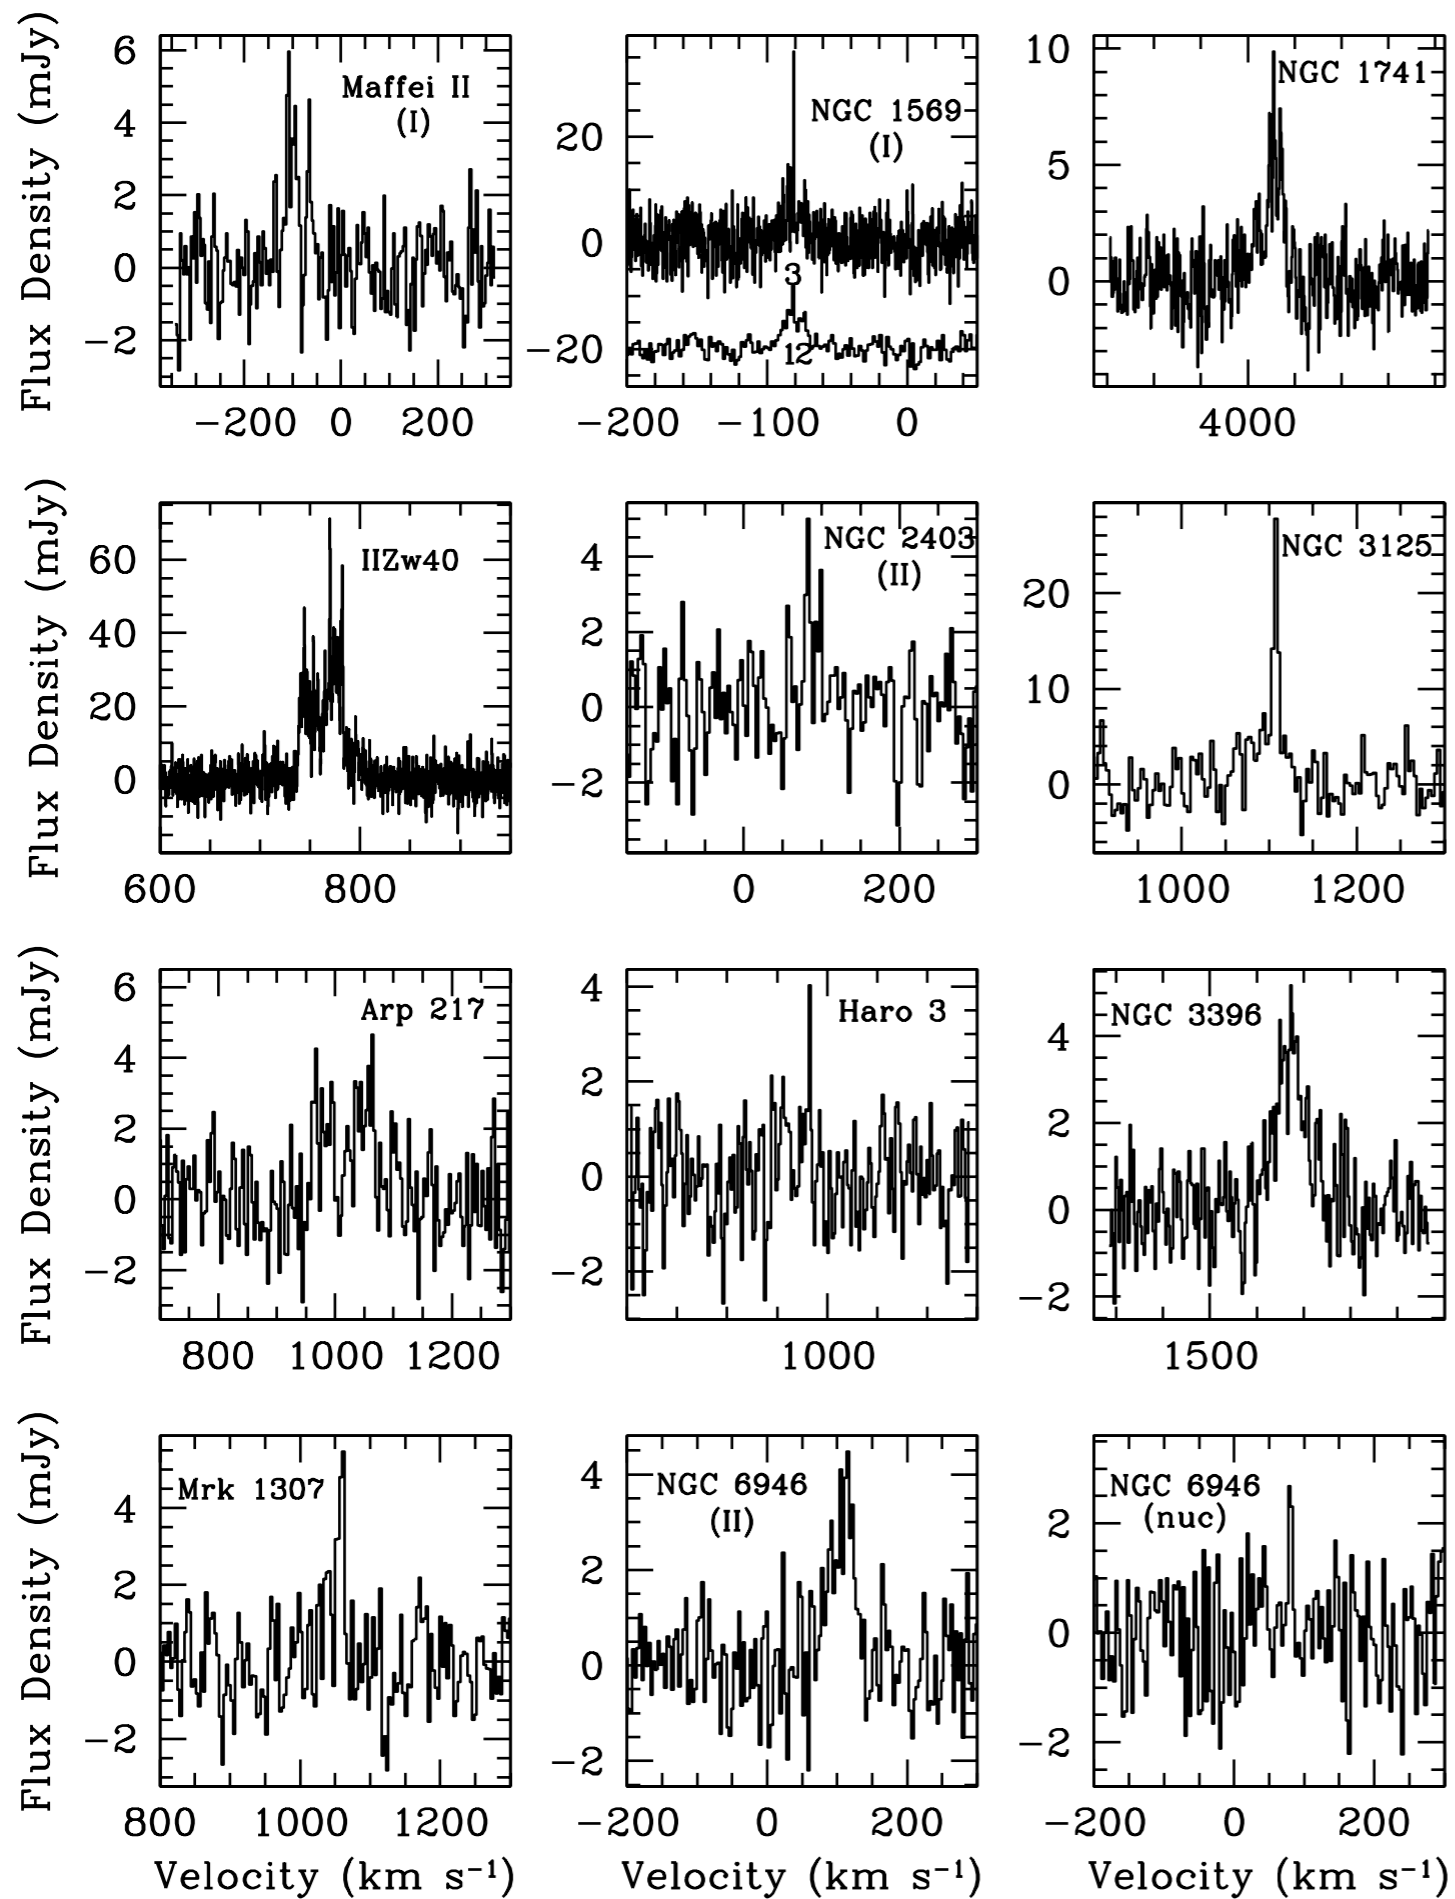 Flux Density (mJy)
6
4
2
0
−2
Maffei II
(I)
−200 0 200
20
0
−20
NGC 1569
(I)
3
12
−200 −100 0
10
5
0
NGC 1741
4000
Flux Density (mJy)
60
40
20
0
IIZw40
600 800
4
2
0
−2
NGC 2403
(II)
0 200
20
10
0
NGC 3125
1000 1200
Flux Density (mJy)
6
4
2
0
−2
Arp 217
800 1000 1200
4
2
0
−2
Haro 3
1000
4
2
0
−2
NGC 3396
1500
Flux Density (mJy)
4
2
0
−2
Mrk 1307
800 1000 1200
Velocity (km s⁻¹)
4
2
0
−2
NGC 6946
(II)
−200 0 200
Velocity (km s⁻¹)
2
0
−2
NGC 6946
(nuc)
−200 0 200
Velocity (km s⁻¹)